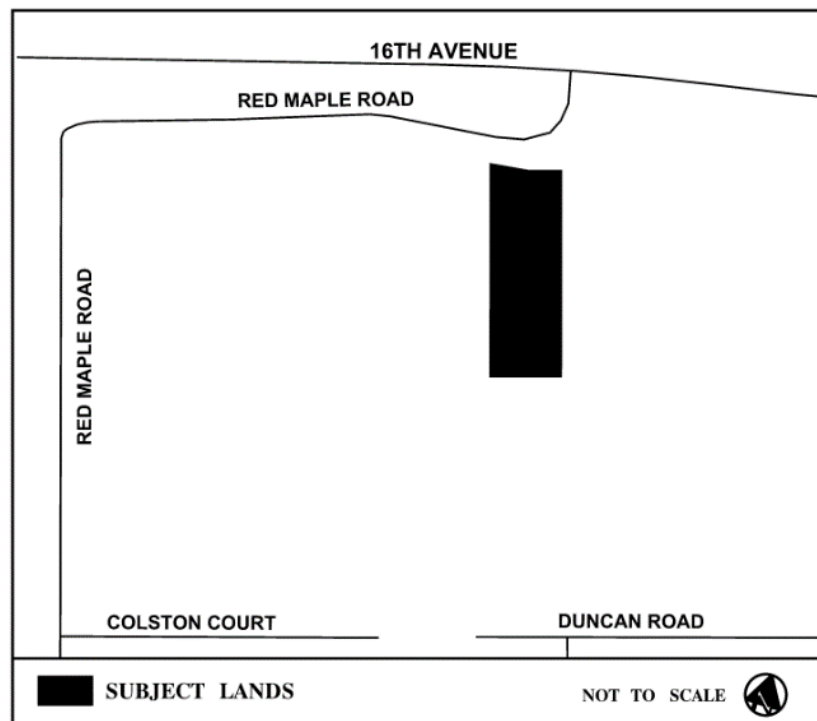 16TH AVENUE
RED MAPLE ROAD
RED MAPLE ROAD
COLSTON COURT
DUNCAN ROAD
SUBJECT LANDS
NOT TO SCALE